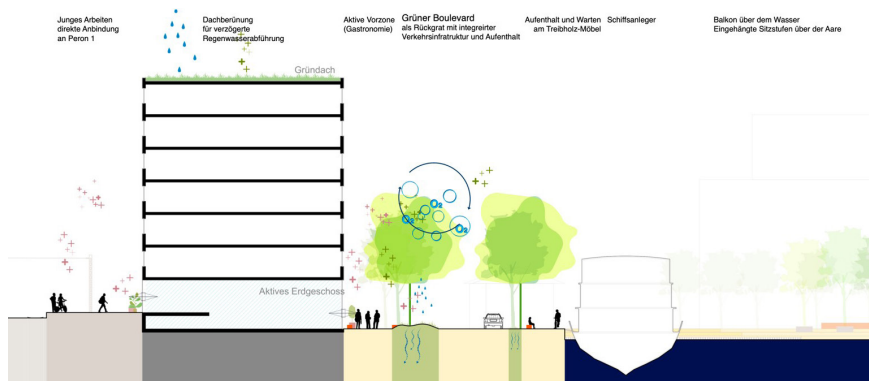 Junges Arbeiten
direkte Anbindung
an Peron 1
Dachberünung
für verzögerte
Regenwasserabführung
Aktive Vorzone
(Gastronomie)
Grüner Boulevard
als Rückgrat mit integreirter
Verkehrsinfrastruktur und Aufenthalt
Aufenthalt und Warten
am Treibholz-Möbel
Schiffsanleger
Balkon über dem Wasser
Eingehängte Sitzstufen über der Aare
Gründach
O2
O2
O2
Aktives Erdgeschoss